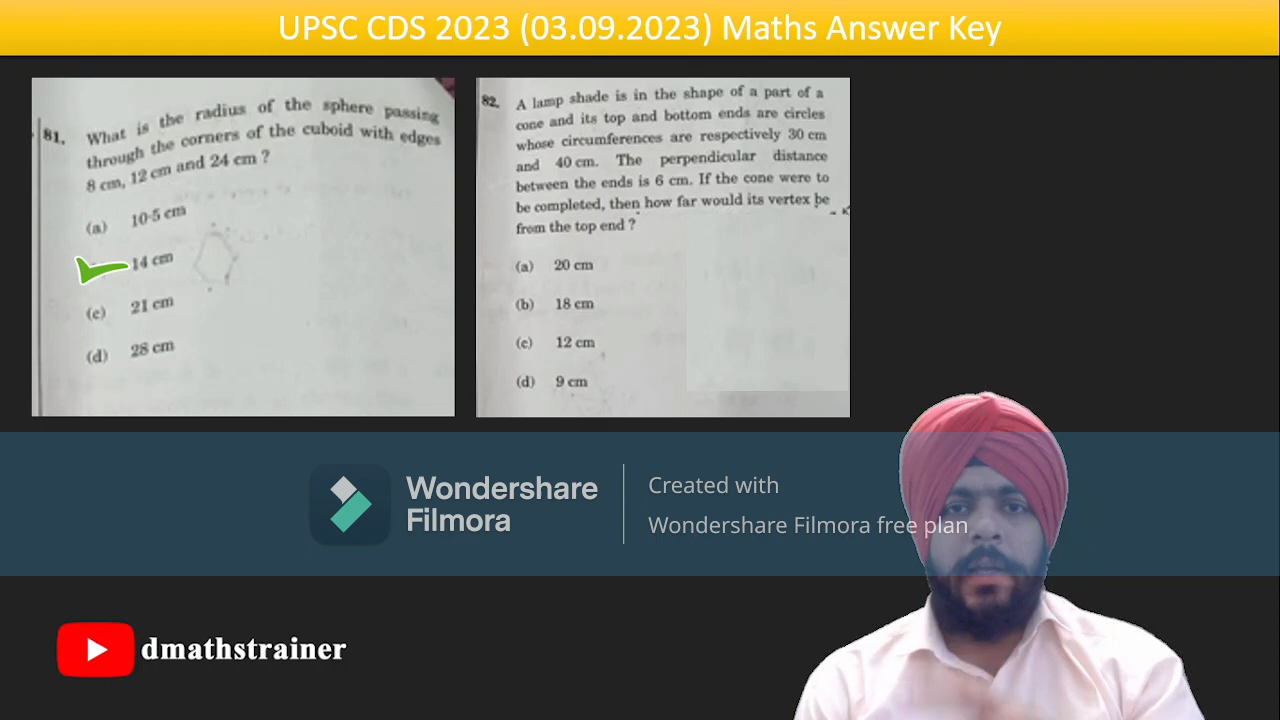 UPSC CDS 2023 (03.09.2023) Maths Answer Key
81. What is the radius of the sphere passing
through the corners of the cuboid with edges
8 cm, 12 cm and 24 cm ?
(a) 10·5 cm
14 cm
(c) 21 cm
(d) 28 cm
82. A lamp shade is in the shape of a part of a
cone and its top and bottom ends are circles
whose circumferences are respectively 30 cm
and 40 cm. The perpendicular distance
between the ends is 6 cm. If the cone were to
be completed, then how far would its vertex be
from the top end ?
(a) 20 cm
(b) 18 cm
(c) 12 cm
(d) 9 cm
Wondershare
Filmora
Created with
Wondershare Filmora free plan
dmathstrainer